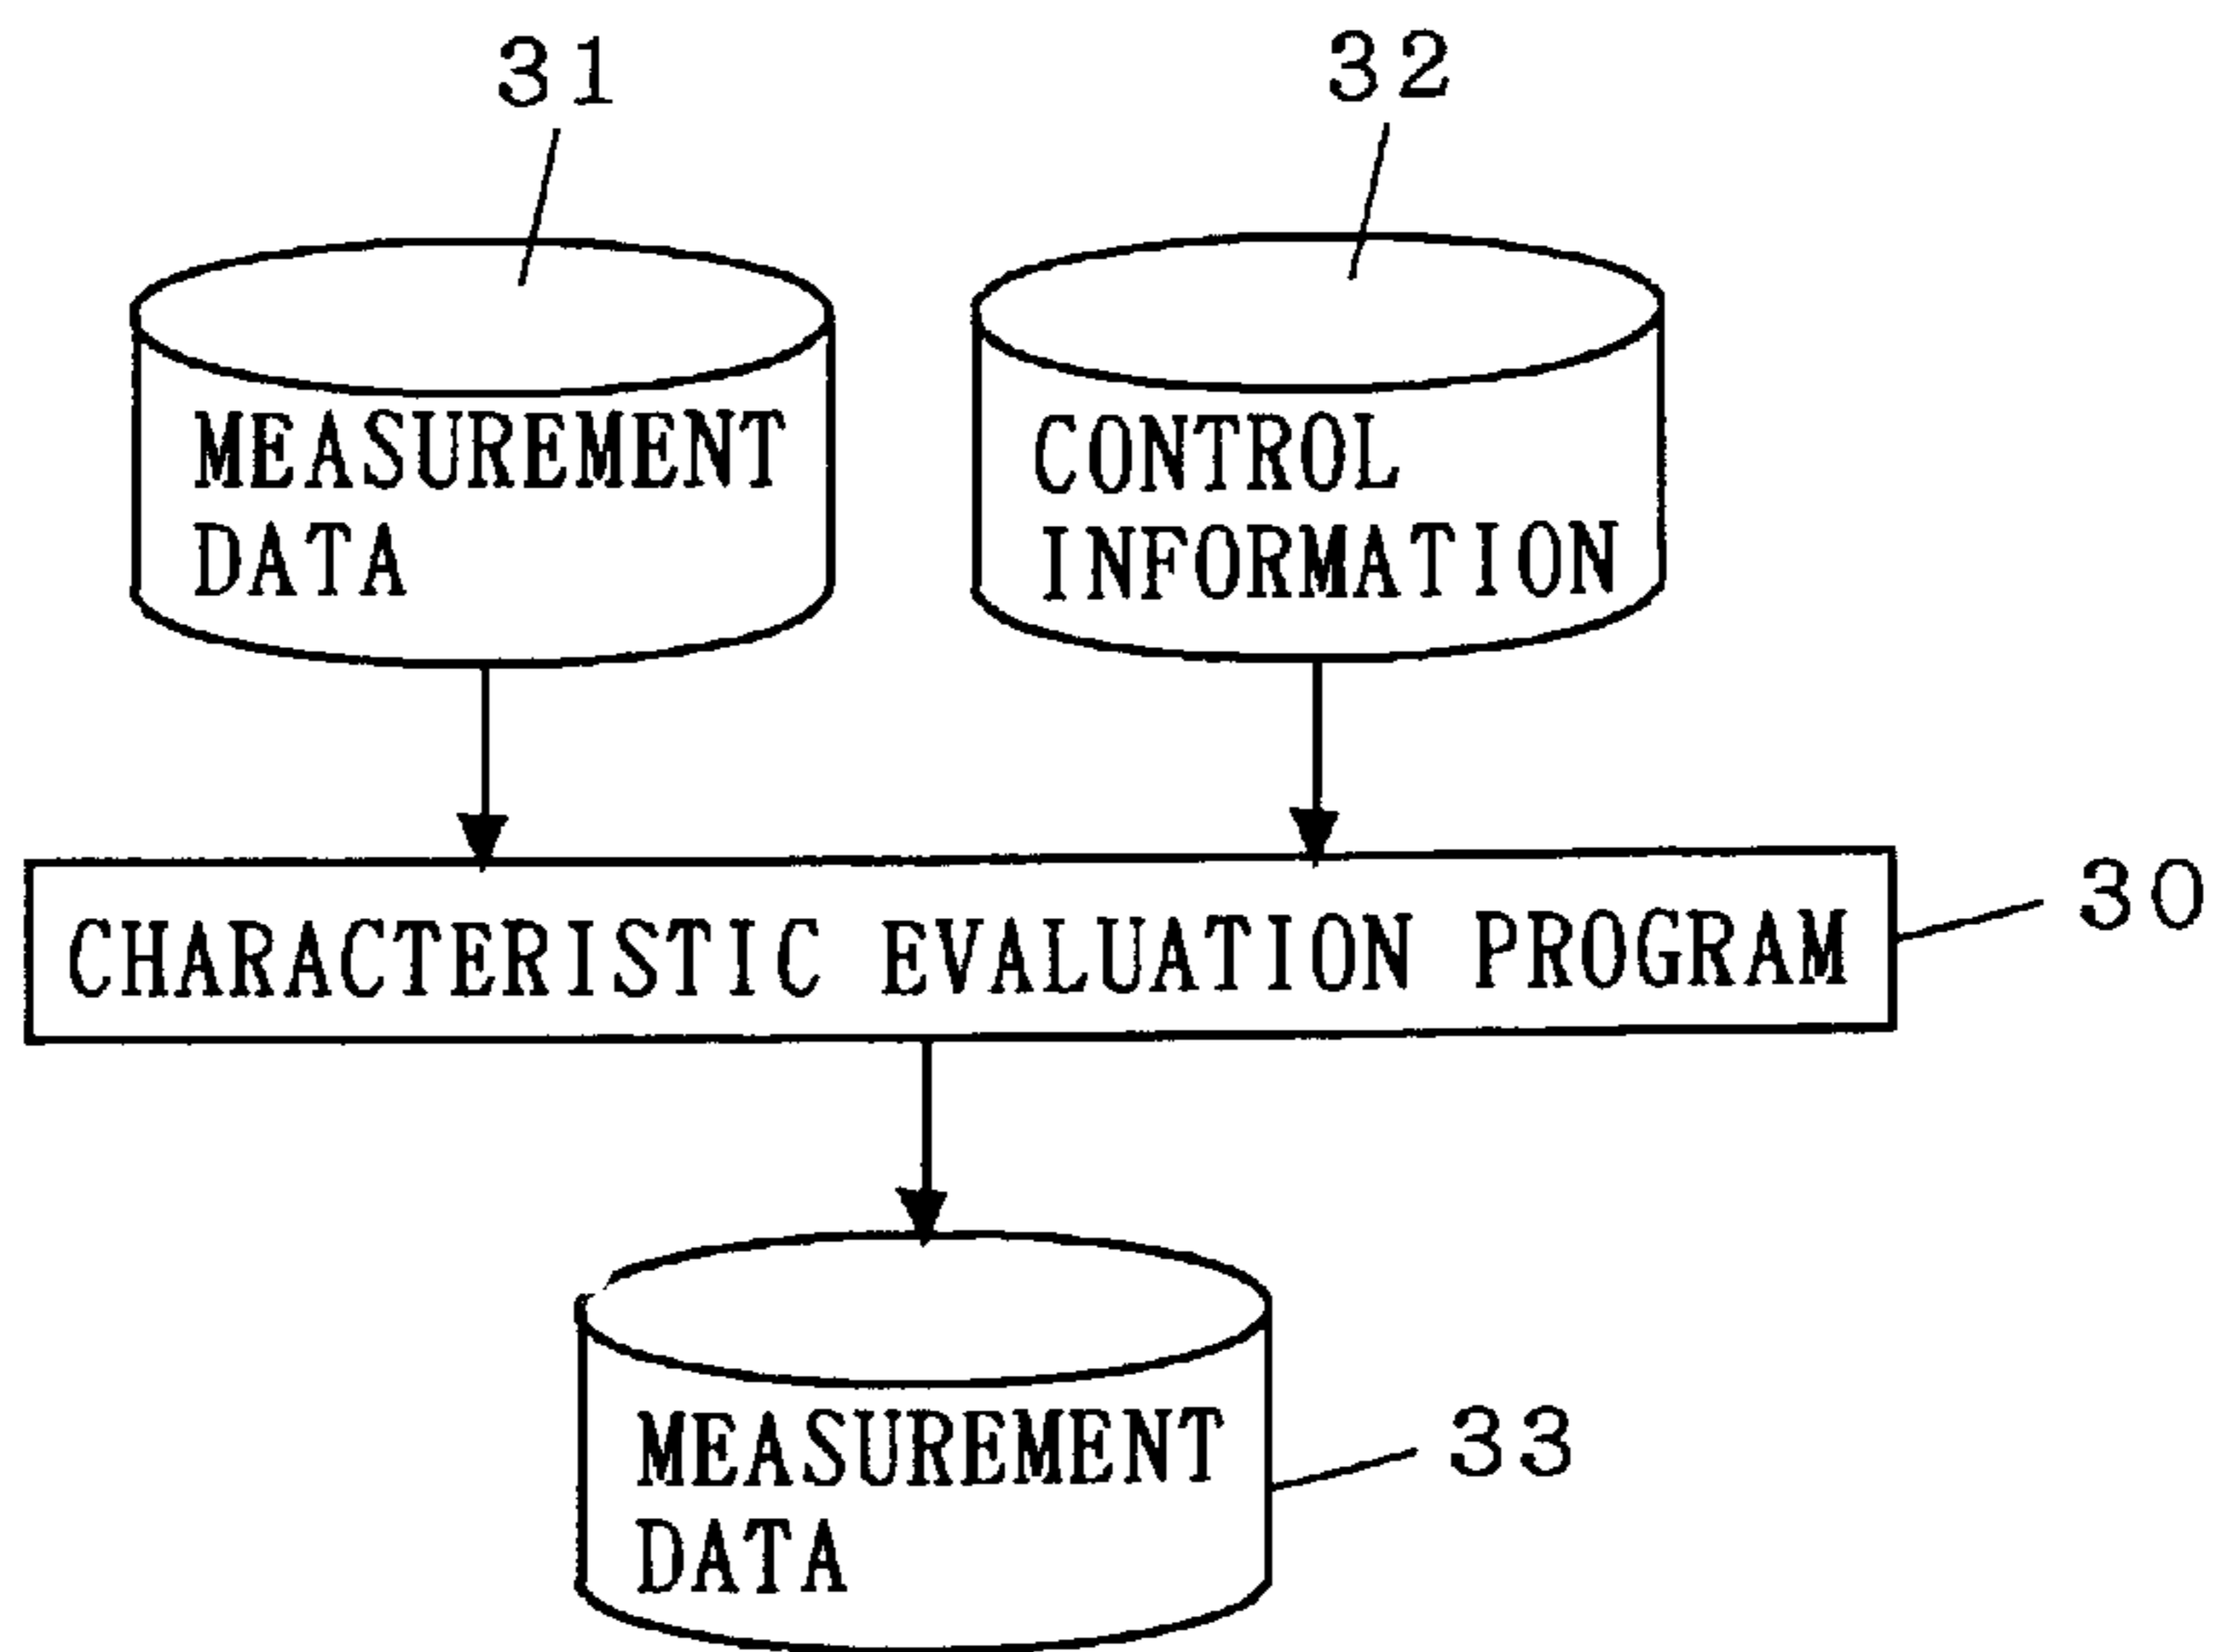 31
32
MEASUREMENT
DATA
CONTROL
INFORMATION
CHARACTERISTIC EVALUATION PROGRAM
30
MEASUREMENT
DATA
33